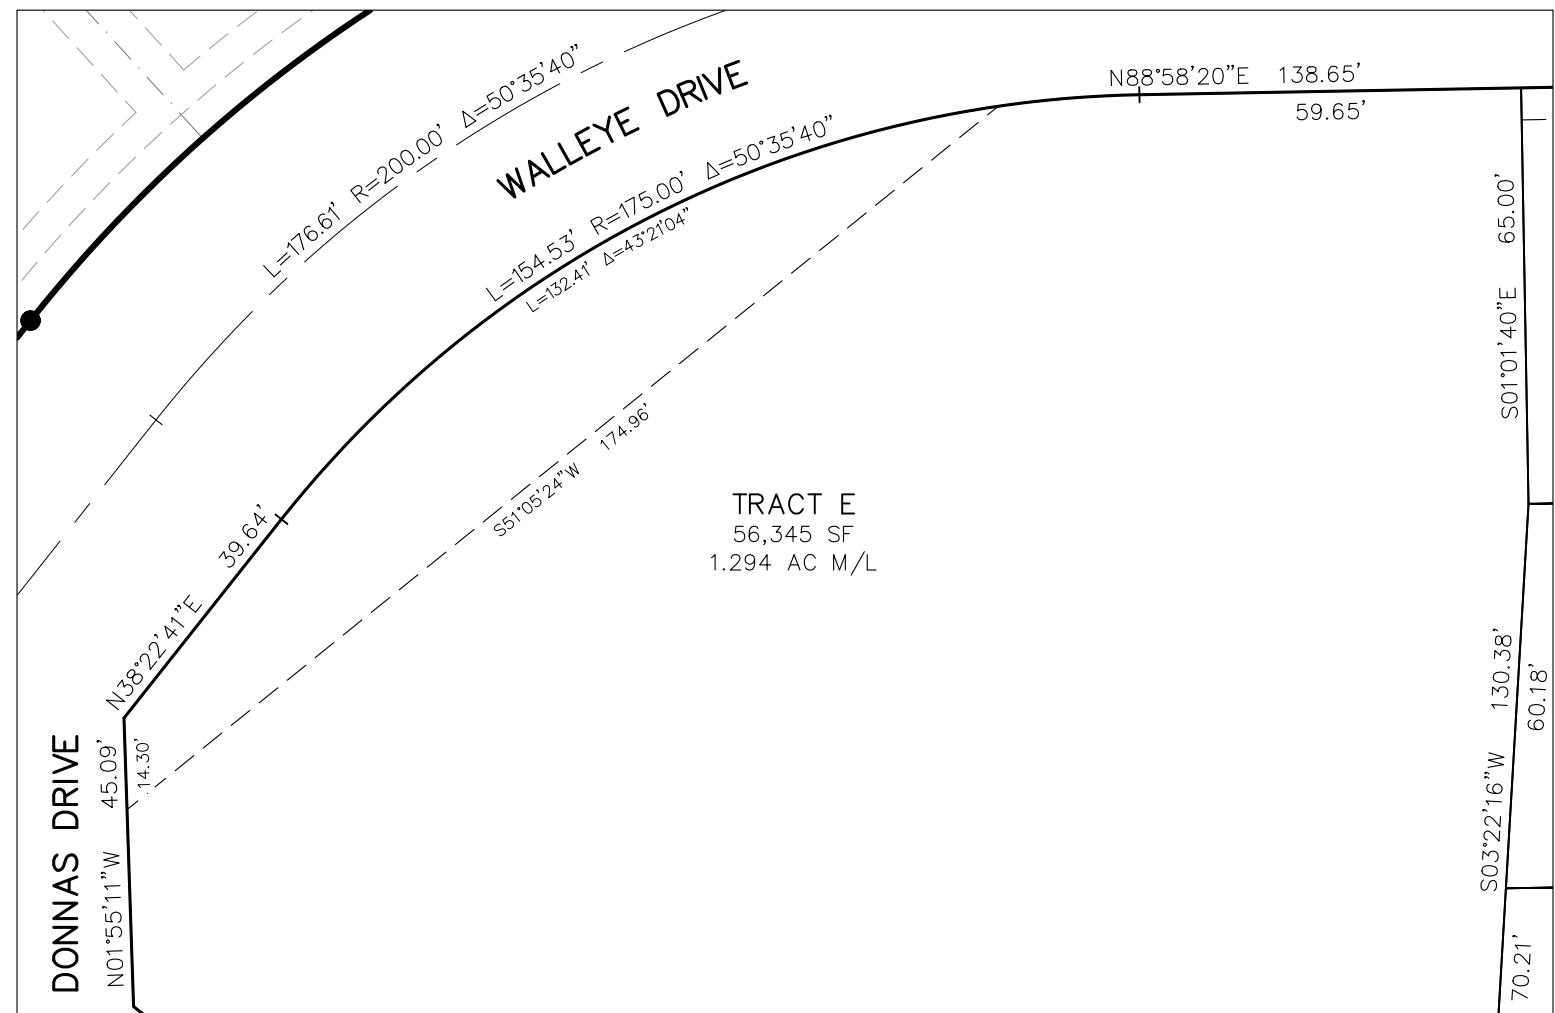 N88°58'20"E 138.65'
59.65'
L=176.61' R=200.00' Δ=50°35'40"
WALLEYE DRIVE
L=154.53' R=175.00' Δ=50°35'40"
L=132.41' Δ=43°21'04"
65.00'
S01°01'40"E
S51°05'24"W 174.96'
TRACT E
56,345 SF
1.294 AC M/L
N38°22'41"E 39.64'
130.38'
S03°22'16"W
60.18'
70.21'
14.30'
N01°55'11"W 45.09'
DONNAS DRIVE